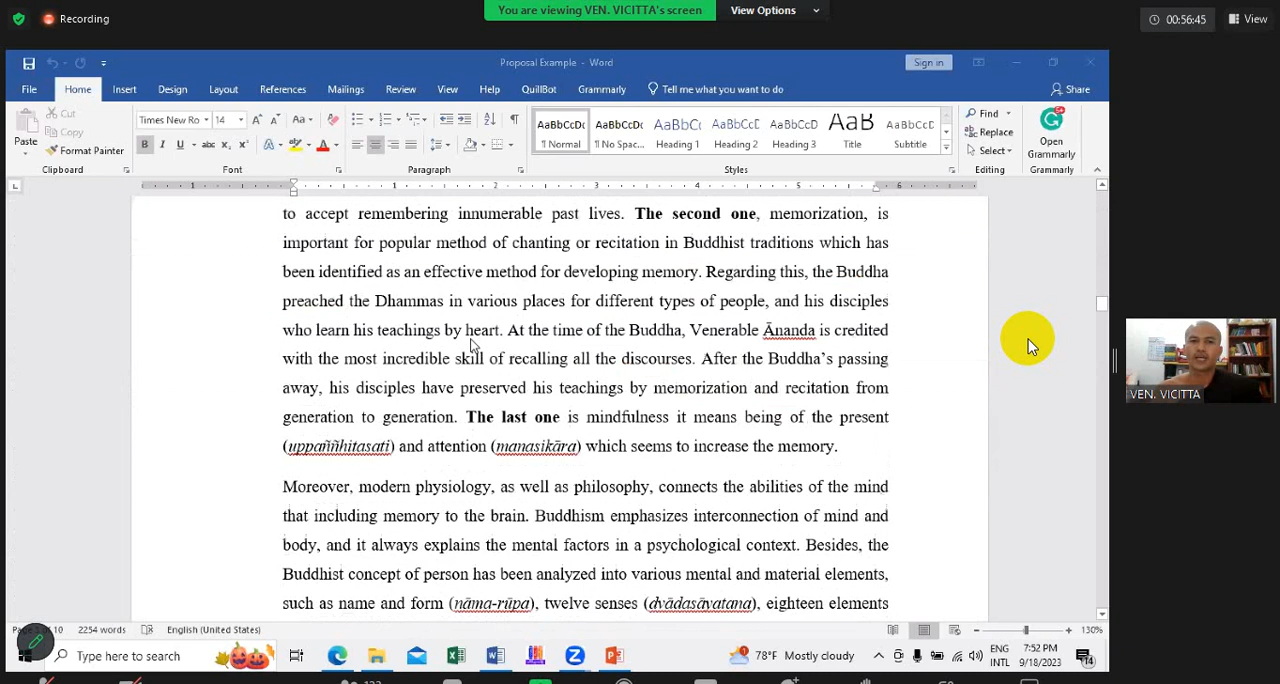 Recording
You are viewing VEN. VICITTA's screen
View Options
00:56:45
View
Proposal Example - Word
Sign in
File
Home
Insert
Design
Layout
References
Mailings
Review
View
Help
QuillBot
Grammarly
Tell me what you want to do
Share
Paste
Cut
Copy
Format Painter
Clipboard
Times New Ro
14
Font
Paragraph
AaBbCcDc
¶ Normal
AaBbCcDc
¶ No Spac...
AaBbC
Heading 1
AaBbCcD
Heading 2
AaBbCcD
Heading 3
AaB
Title
AaBbCcD
Subtitle
Styles
Find
Replace
Select
Editing
Open
Grammarly
Grammarly
to accept remembering innumerable past lives. The second one, memorization, is
important for popular method of chanting or recitation in Buddhist traditions which has
been identified as an effective method for developing memory. Regarding this, the Buddha
preached the Dhammas in various places for different types of people, and his disciples
who learn his teachings by heart. At the time of the Buddha, Venerable Ānanda is credited
with the most incredible skill of recalling all the discourses. After the Buddha's passing
away, his disciples have preserved his teachings by memorization and recitation from
generation to generation. The last one is mindfulness it means being of the present
(uppaññhitasati) and attention (manasikāra) which seems to increase the memory.
Moreover, modern physiology, as well as philosophy, connects the abilities of the mind
that including memory to the brain. Buddhism emphasizes interconnection of mind and
body, and it always explains the mental factors in a psychological context. Besides, the
Buddhist concept of person has been analyzed into various mental and material elements,
such as name and form (nāma-rūpa), twelve senses (dvādasāyatana), eighteen elements
VEN. VICITTA
of 10
2254 words
English (United States)
130%
Type here to search
78°F Mostly cloudy
ENG
INTL
7:52 PM
9/18/2023
14